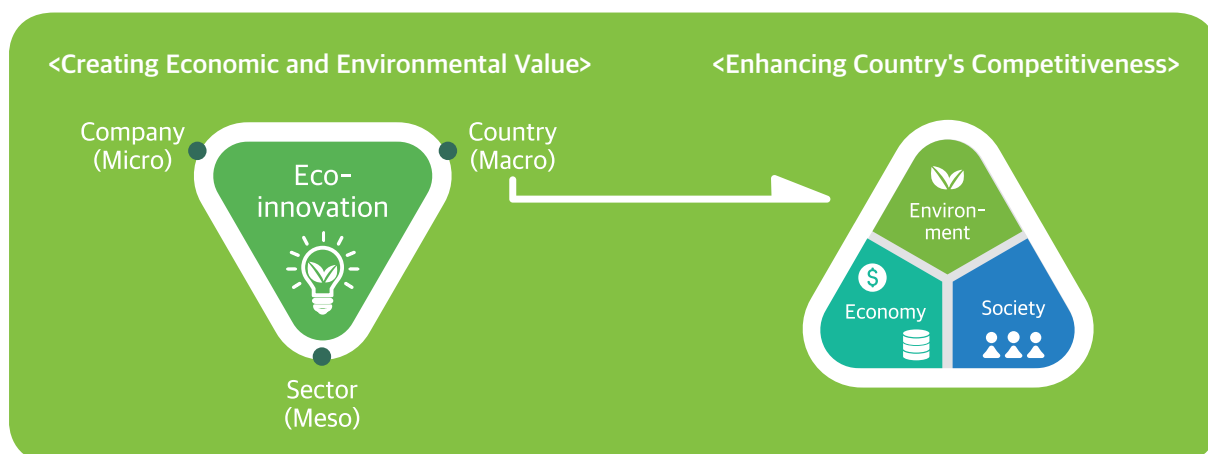 <Creating Economic and Environmental Value>
Company
(Micro)
Country
(Macro)
Eco-
innovation
Sector
(Meso)
<Enhancing Country's Competitiveness>
Environ-
ment
$
Economy
Society